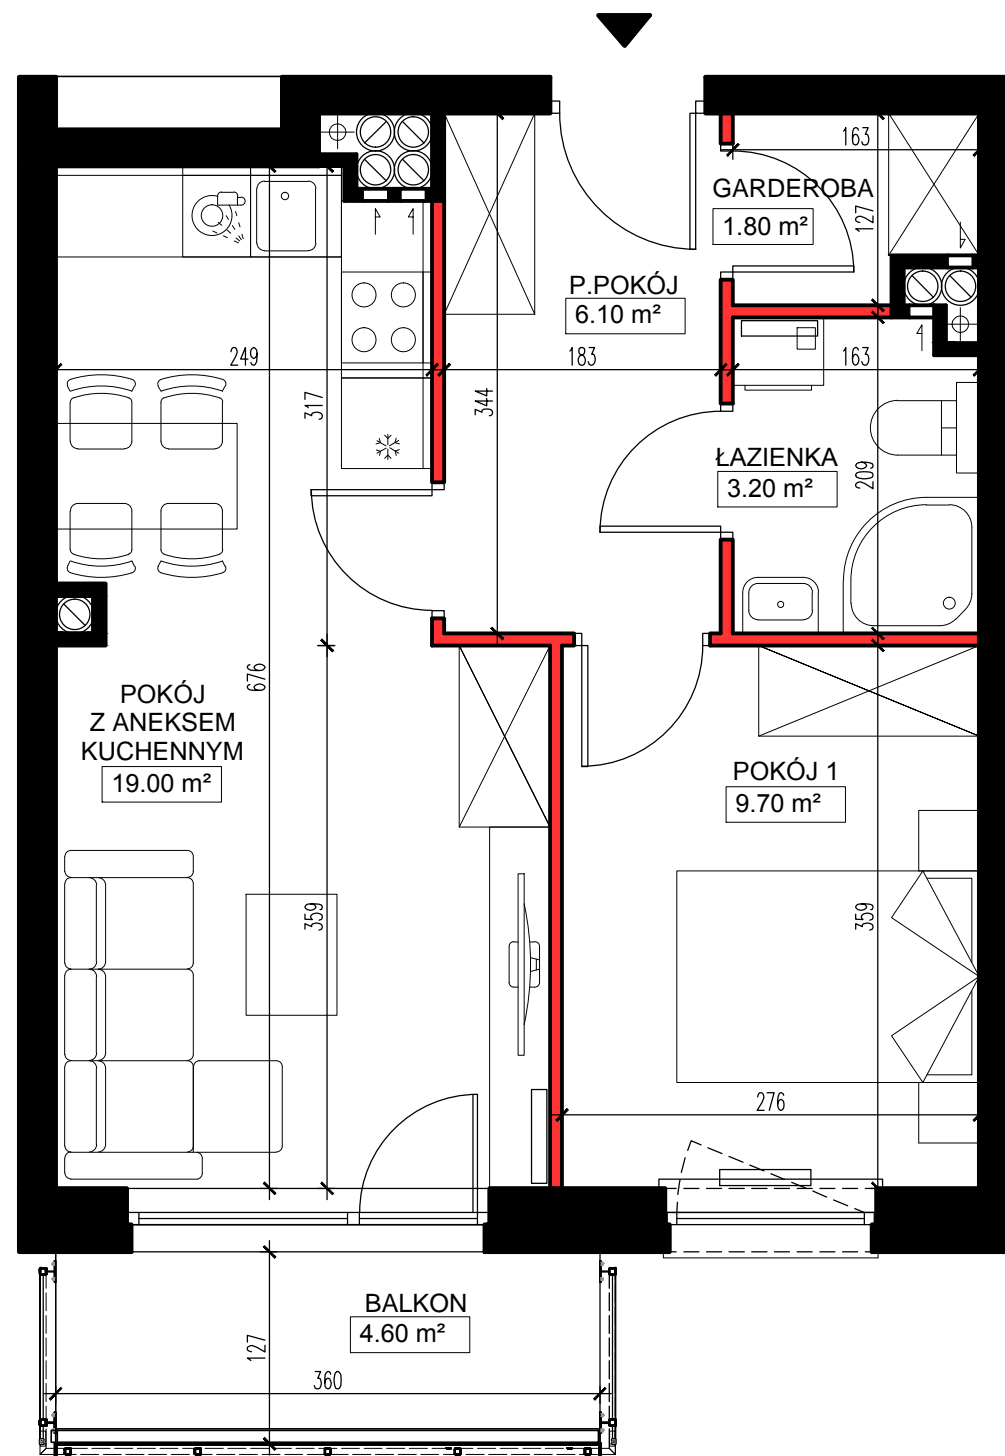 163
GARDEROBA
1.80 m²
127
P.POKÓJ
6.10 m²
249
183
163
317
344
ŁAZIENKA
3.20 m²
209
676
POKÓJ
Z ANEKSEM
KUCHENNYM
19.00 m²
POKÓJ 1
9.70 m²
359
359
276
BALKON
4.60 m²
127
360